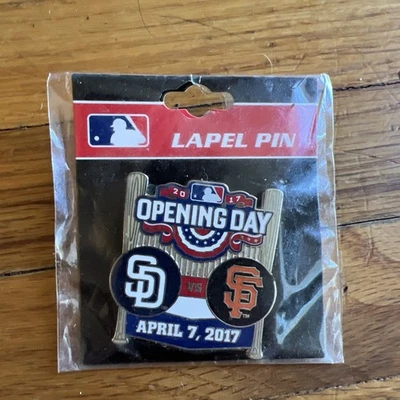 LAPEL PIN
2017
OPENING DAY
SD VS SF
APRIL 7, 2017